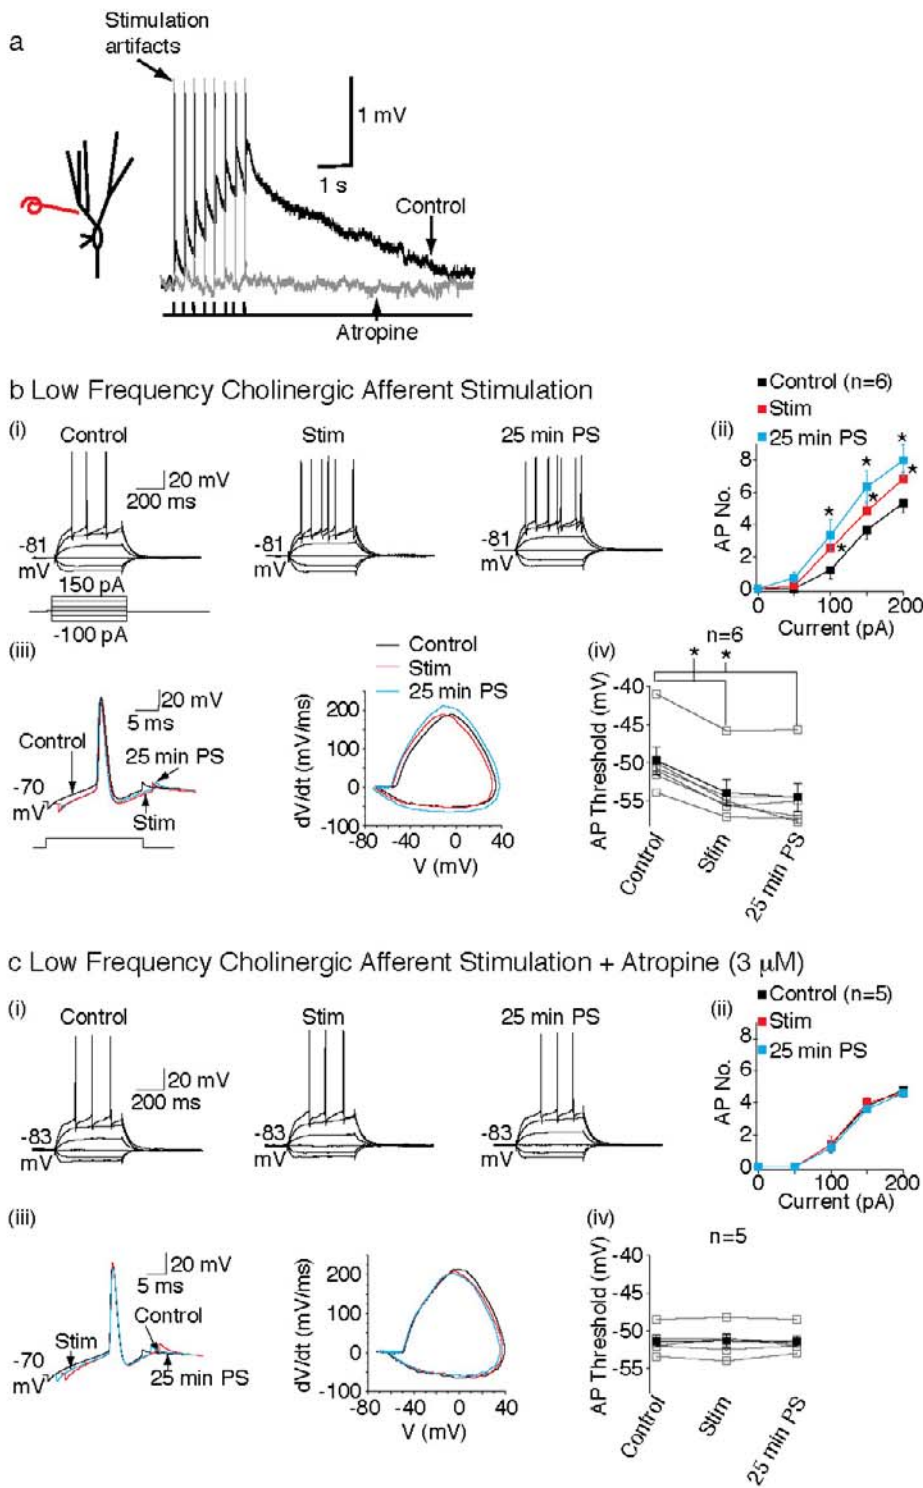 a
Stimulation
artifacts
1 mV
1 s
Control
Atropine
b Low Frequency Cholinergic Afferent Stimulation
(i)
Control
20 mV
200 ms
-81
mV
150 pA
-100 pA
Stim
-81
mV
25 min PS
-81
mV
(ii)
Control (n=6)
Stim
25 min PS
AP No.
8
6
4
2
0
0
100
200
Current (pA)
(iii)
20 mV
5 ms
Control
25 min PS
-70
mV
Stim
Control
Stim
25 min PS
dV/dt (mV/ms)
200
100
0
-100
-80
-40
0
40
V (mV)
(iv)
n=6
* *
AP Threshold (mV)
-40
-45
-50
-55
Control
Stim
25 min PS
c Low Frequency Cholinergic Afferent Stimulation + Atropine (3 μM)
(i)
Control
20 mV
200 ms
-83
mV
Stim
-83
mV
25 min PS
-83
mV
(ii)
Control (n=5)
Stim
25 min PS
AP No.
8
6
4
2
0
0
100
200
Current (pA)
(iii)
20 mV
5 ms
Control
Stim
-70
mV
25 min PS
dV/dt (mV/ms)
200
100
0
-100
-80
-40
0
40
V (mV)
(iv)
n=5
AP Threshold (mV)
-40
-45
-50
-55
Control
Stim
25 min PS